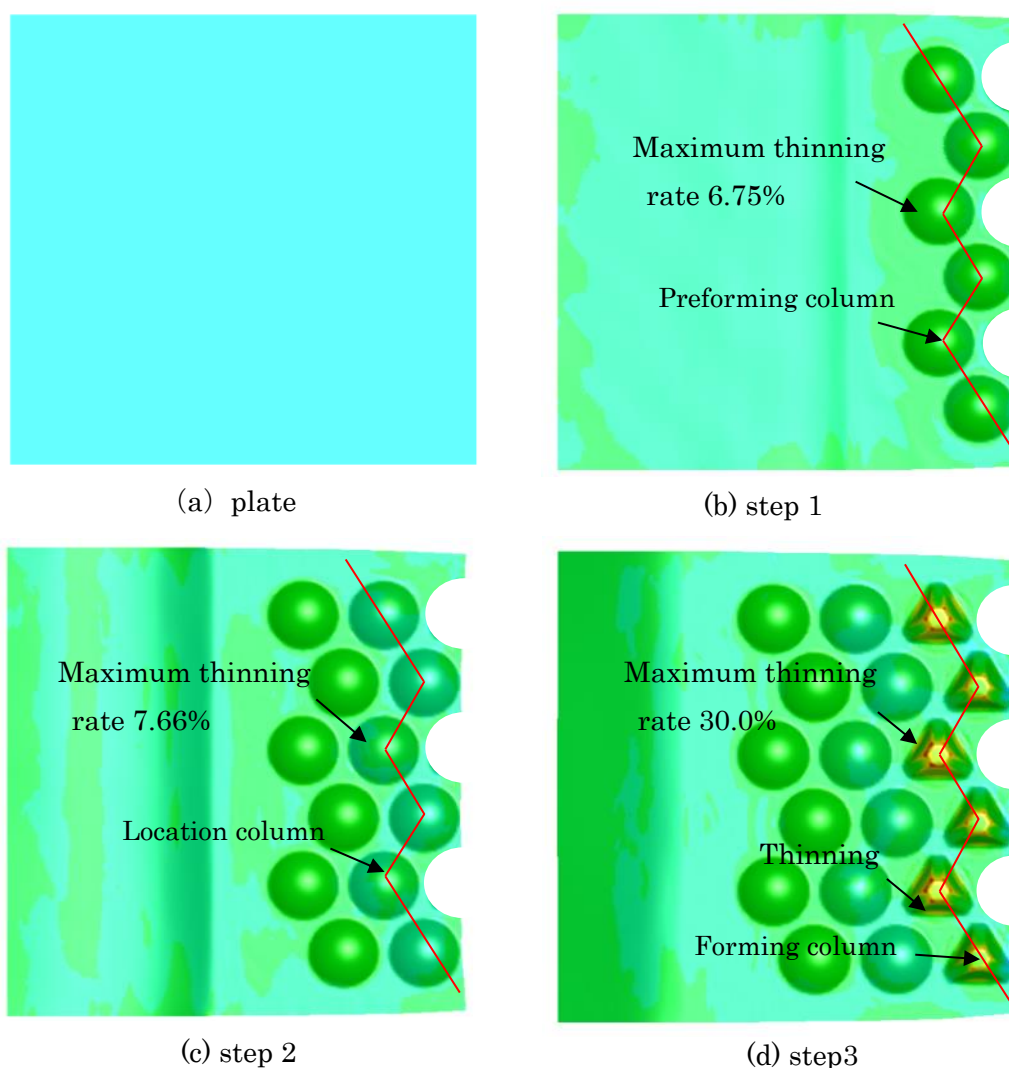 Maximum thinning
rate 6.75%
Preforming column
(a) plate
(b) step 1
Maximum thinning
rate 7.66%
Location column
(c) step 2
Maximum thinning
rate 30.0%
Thinning
Forming column
(d) step3